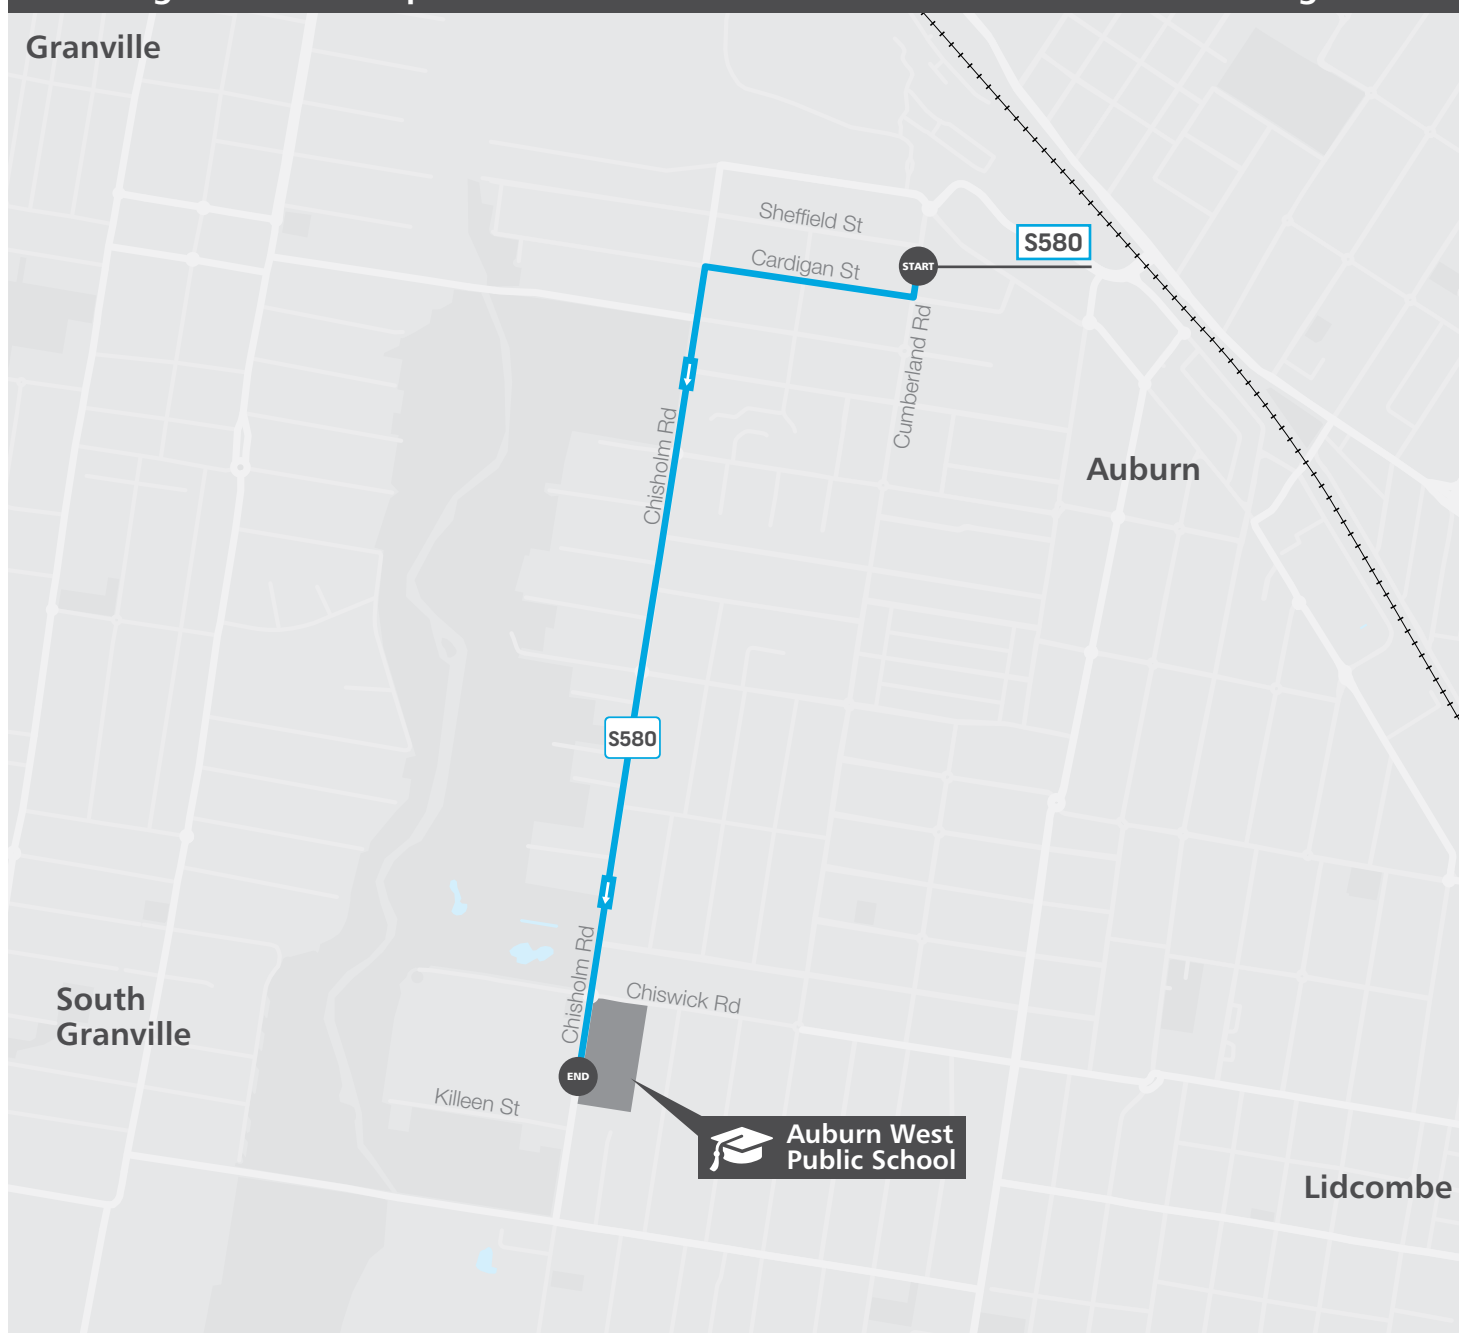 Granville
Sheffield St
S580
Cardigan St
START
Cumberland Rd
Chisholm Rd
Auburn
S580
Chisholm Rd
South
Granville
Chiswick Rd
END
Killeen St
Auburn West
Public School
Lidcombe